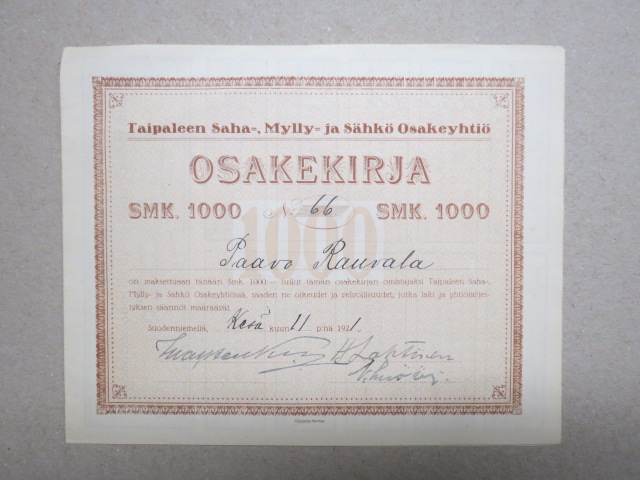 Taipaleen Saha=, Mylly= ja Sähkö Osakeyhtiö
OSAKEKIRJA
SMK. 1000 No 66 SMK. 1000
1000
Paavo Rauvala
on maksettuaan tänään Smk. 1000 — tullut tämän osakekirjan omistajaksi Taipaleen Saha-,
Mylly- ja Sähkö Osakeyhtiössä, saaden ne oikeudet ja velvollisuudet, jotka laki ja yhtiöjärjes-
tyksen säännöt määräävät.
Suodenniemellä, Kesä kuun 11 p:nä 1921.
H Lahtinen